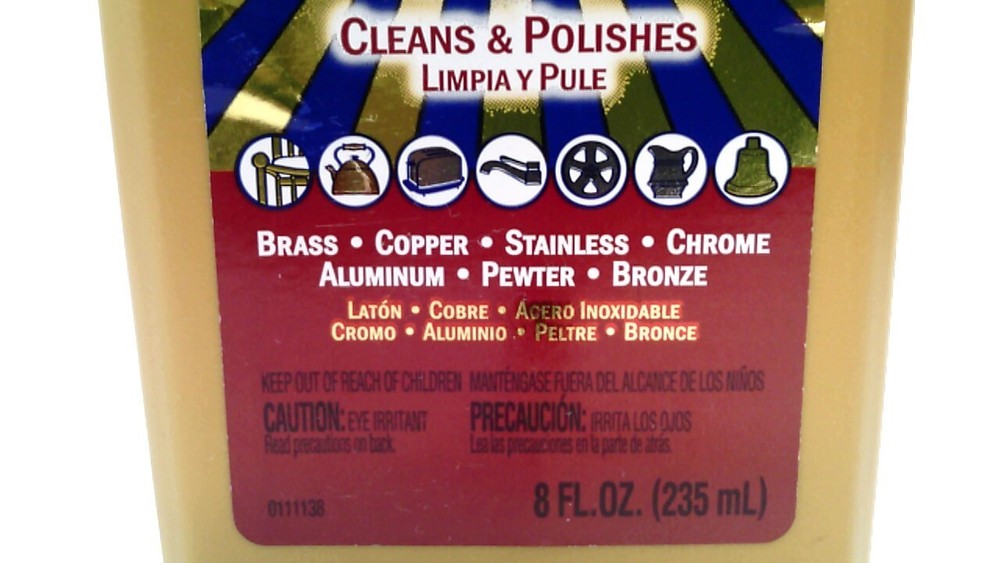 CLEANS & POLISHES
LIMPIA Y PULE
BRASS • COPPER • STAINLESS • CHROME
ALUMINUM • PEWTER • BRONZE
LATÓN • COBRE • ACERO INOXIDABLE
CROMO • ALUMINIO • PELTRE • BRONCE
KEEP OUT OF REACH OF CHILDREN MANTÉNGASE FUERA DEL ALCANCE DE LOS NIÑOS
CAUTION: EYE IRRITANT PRECAUCIÓN: IRRITA LOS OJOS
Read precautions on back. Lea las precauciones en la parte de atrás.
0111138 8 FL.OZ. (235 mL)